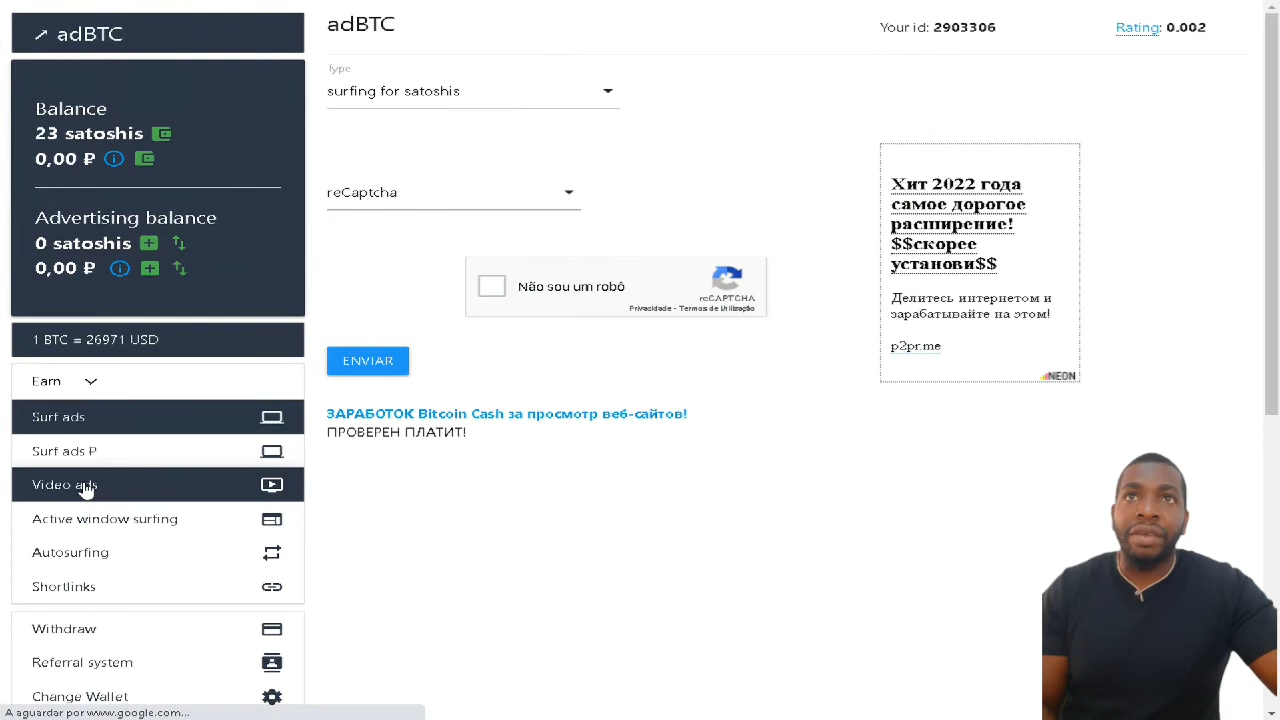 adBTC
Balance
23 satoshis
0,00 ₽
Advertising balance
0 satoshis
0,00 ₽
1 BTC = 26971 USD
Earn
Surf ads
Surf ads ₽
Video ads
Active window surfing
Autosurfing
Shortlinks
Withdraw
Referral system
Change Wallet
A aguardar por www.google.com...
adBTC
Your id: 2903306
Rating: 0.002
Type
surfing for satoshis
reCaptcha
Não sou um robô
reCAPTCHA
Privacidade - Termos de Utilização
ENVIAR
ЗАРАБОТОК Bitcoin Cash за просмотр веб-сайтов!
ПРОВЕРЕН ПЛАТИТ!
Хит 2022 года
самое дорогое
расширение!
$$скорее
установи$$
Делитесь интернетом и
зарабатывайте на этом!
p2pr.me
NEON